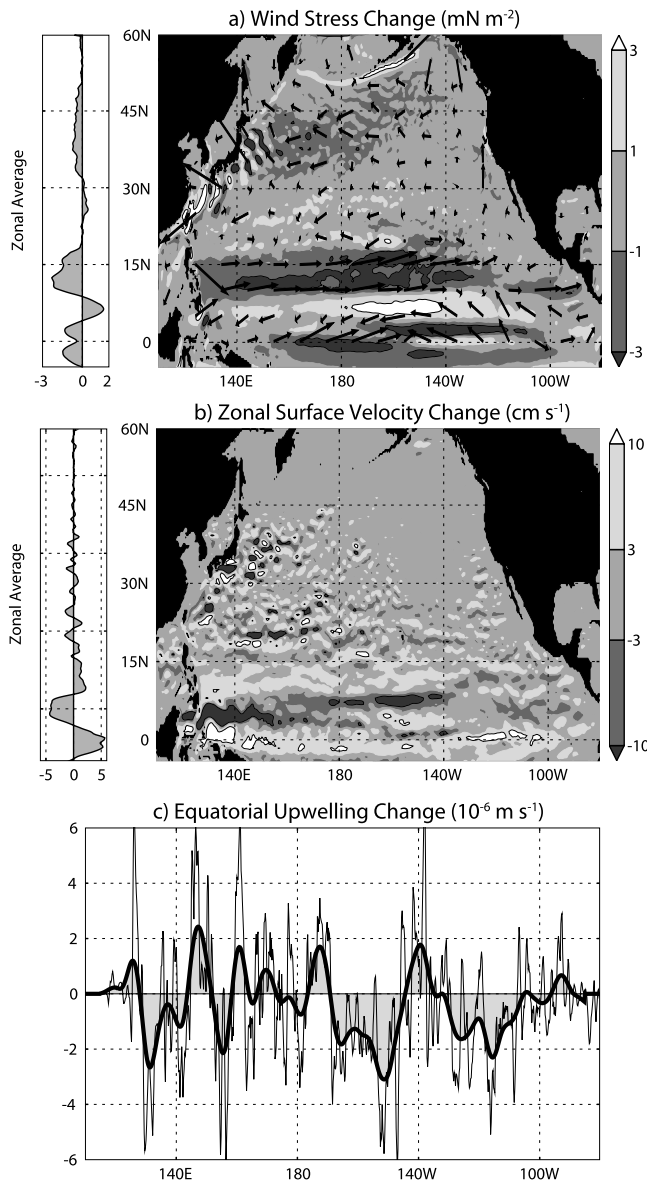 a) Wind Stress Change (mN m-2)
60N
3
45N
1
Zonal Average
30N
15N
-1
0
-3 0 2
140E 180 140W 100W
-3
b) Zonal Surface Velocity Change (cm s-1)
60N
10
45N
3
Zonal Average
30N
15N
-3
0
-5 0 5
140E 180 140W 100W
-10
c) Equatorial Upwelling Change (10-6 m s-1)
6
4
2
0
-2
-4
-6
140E 180 140W 100W